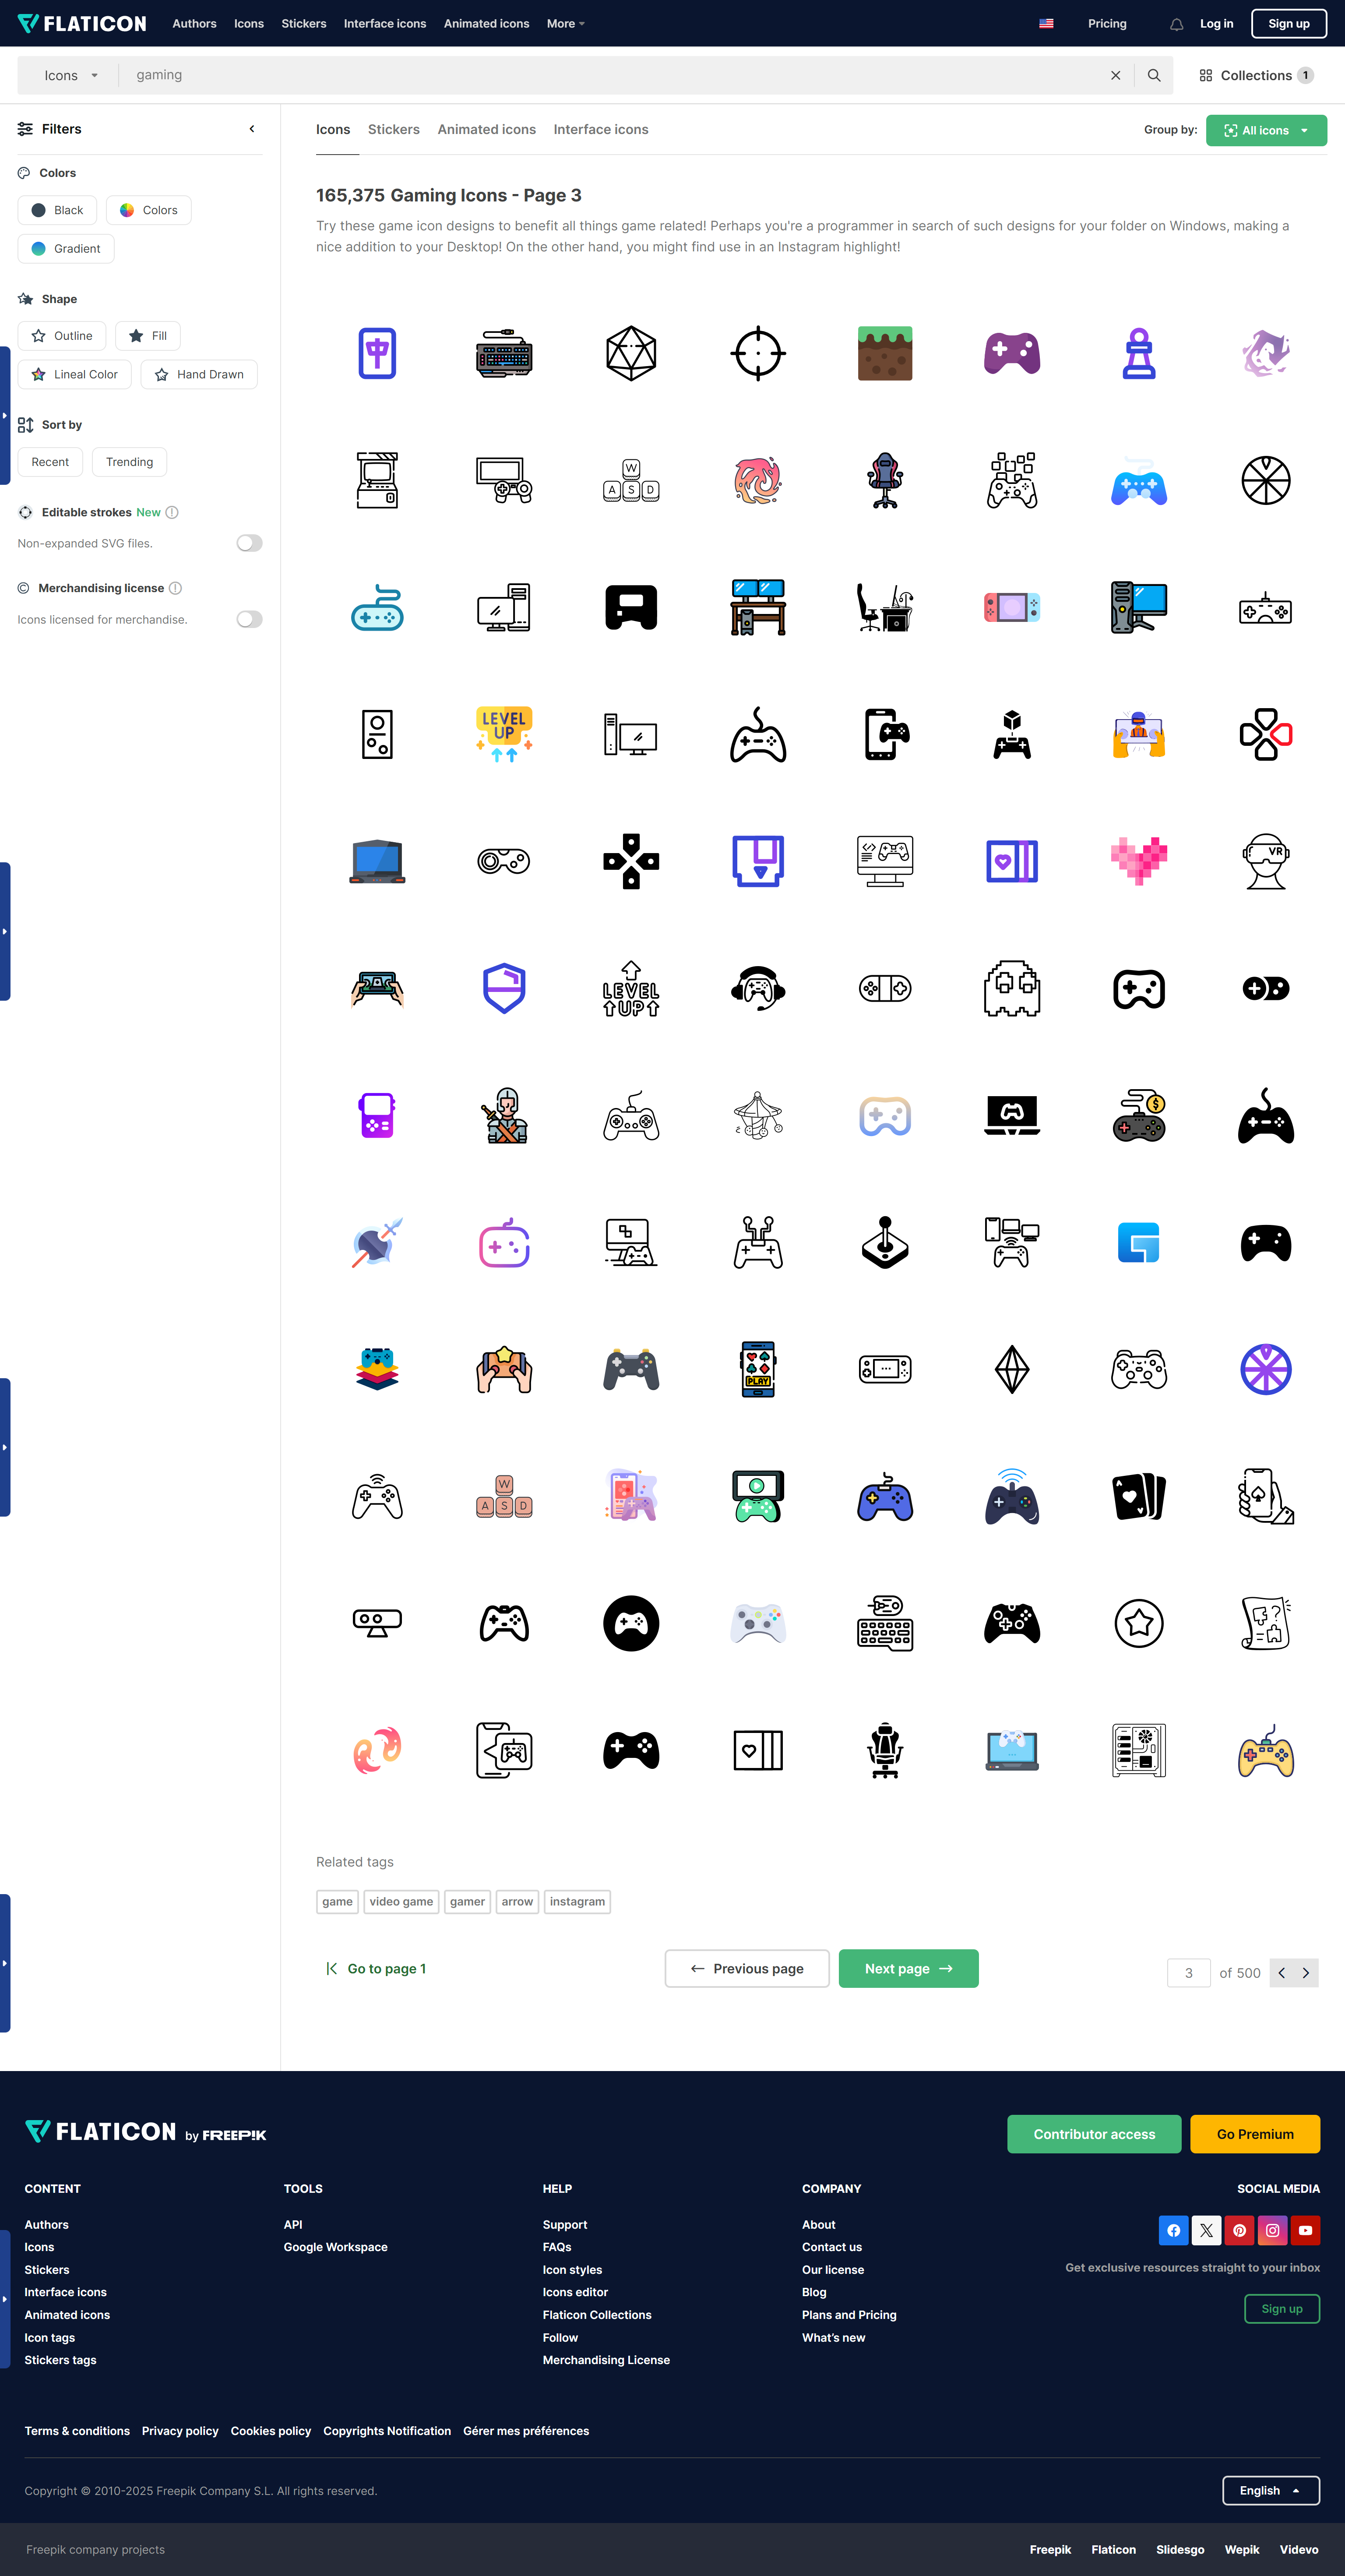 FLATICON Authors Icons Stickers Interface icons Animated icons More Pricing Log in Sign up
Icons gaming Collections 1
Filters
Colors
Black Colors
Gradient
Shape
Outline Fill
Lineal Color Hand Drawn
Sort by
Recent Trending
Editable strokes New
Non-expanded SVG files.
Merchandising license
Icons licensed for merchandise.
Icons Stickers Animated icons Interface icons Group by: All icons
165,375 Gaming Icons - Page 3
Try these game icon designs to benefit all things game related! Perhaps you're a programmer in search of such designs for your folder on Windows, making a
nice addition to your Desktop! On the other hand, you might find use in an Instagram highlight!
中
W
A S D
LEVEL
UP
VR
LEVEL
UP
$
PLAY
W
A S D
A
A
?
Related tags
game video game gamer arrow instagram
Go to page 1 Previous page Next page 3 of 500
FLATICON by FREEPIK Contributor access Go Premium
CONTENT
Authors
Icons
Stickers
Interface icons
Animated icons
Icon tags
Stickers tags
TOOLS
API
Google Workspace
HELP
Support
FAQs
Icon styles
Icons editor
Flaticon Collections
Follow
Merchandising License
COMPANY
About
Contact us
Our license
Blog
Plans and Pricing
What's new
SOCIAL MEDIA
Get exclusive resources straight to your inbox
Sign up
Terms & conditions Privacy policy Cookies policy Copyrights Notification Gérer mes préférences
Copyright © 2010-2025 Freepik Company S.L. All rights reserved. English
Freepik company projects Freepik Flaticon Slidesgo Wepik Videvo